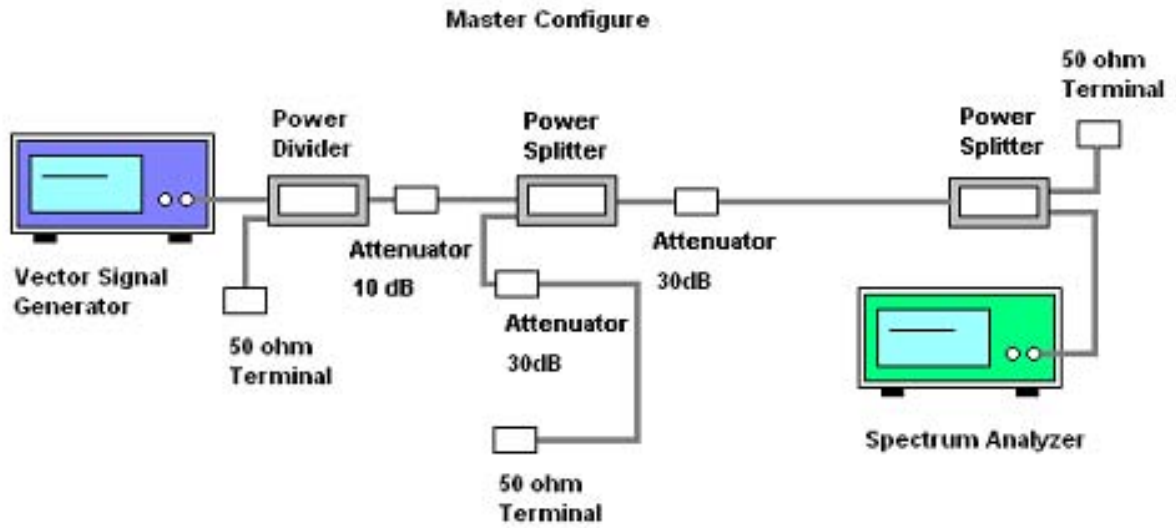 Master Configure
50 ohm
Terminal
Power
Divider
Power
Splitter
Power
Splitter
Attenuator
10 dB
Attenuator
30dB
Vector Signal
Generator
Attenuator
30dB
50 ohm
Terminal
Spectrum Analyzer
50 ohm
Terminal